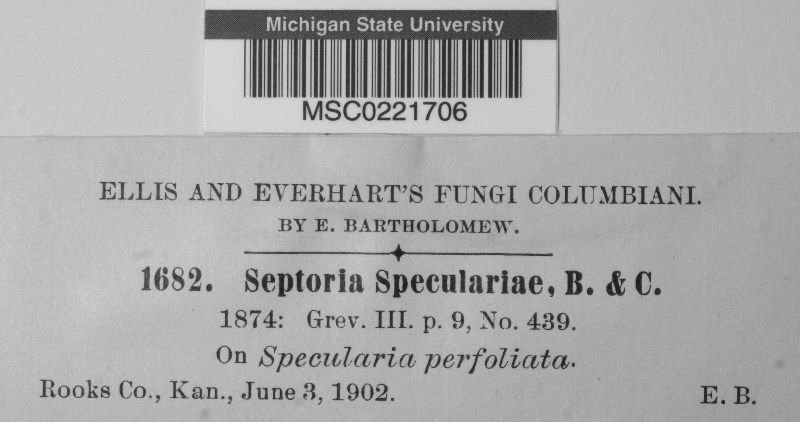 Michigan State University
MSC0221706
ELLIS AND EVERHART'S FUNGI COLUMBIANI.
BY E. BARTHOLOMEW.
1682. Septoria Speculariae, B. & C.
1874: Grev. III. p. 9, No. 439.
On Specularia perfoliata.
Rooks Co., Kan., June 3, 1902. E. B.